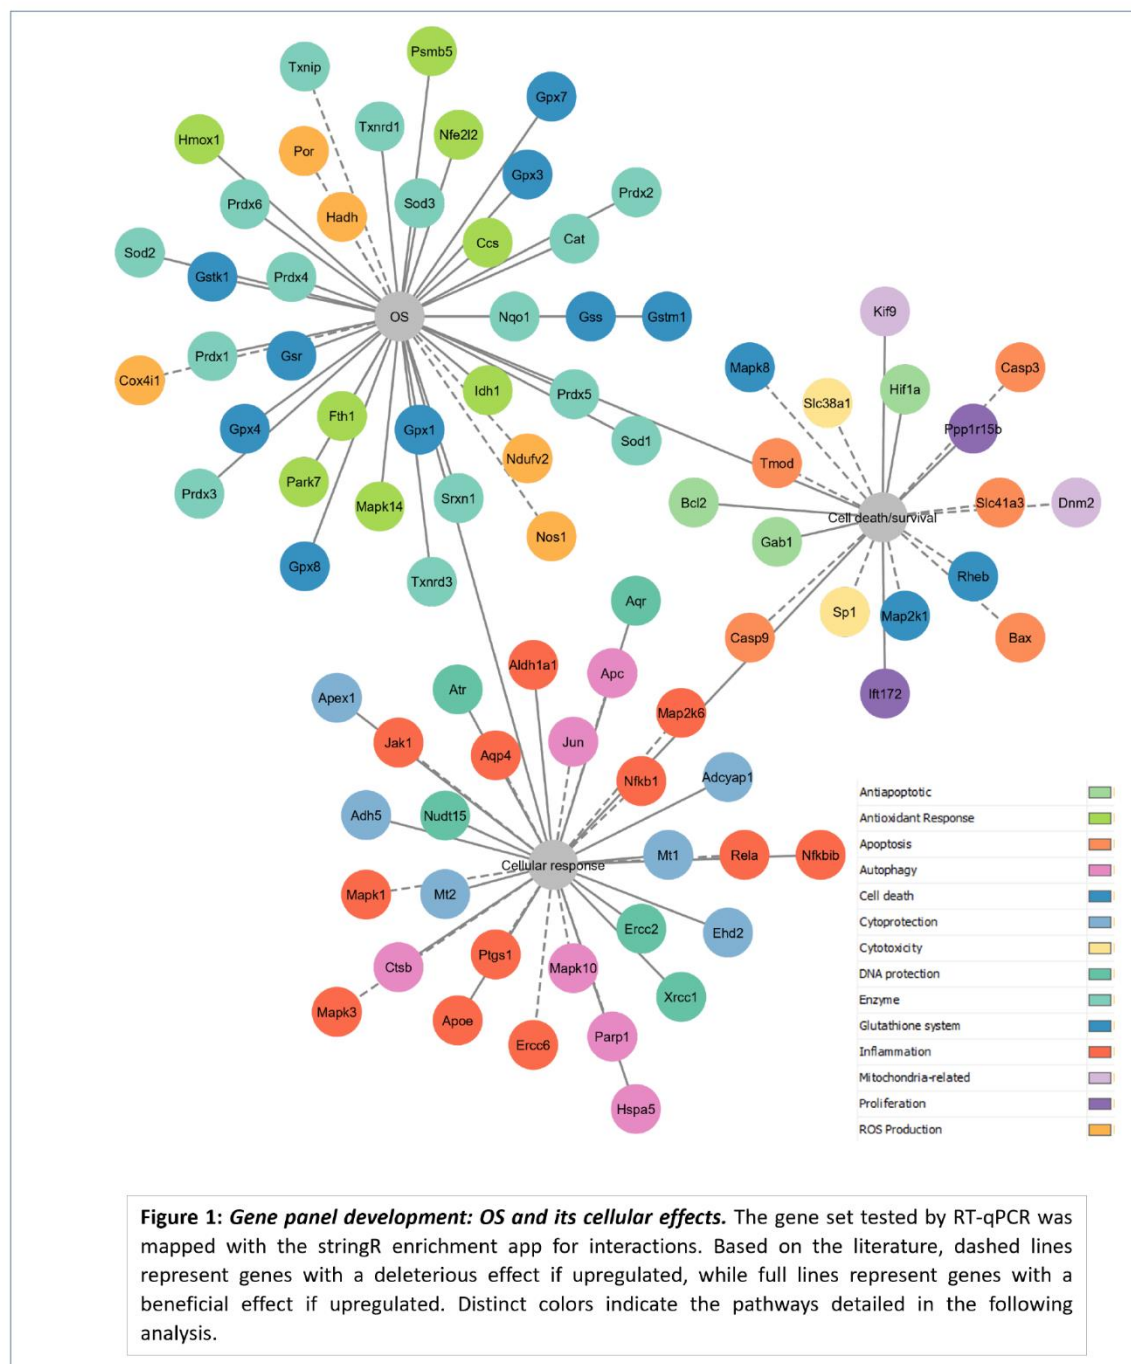 Psmb5
Txnip
Gpx7
Txnrd1
Nfe2l2
Hmox1
Por
Gpx3
Prdx2
Prdx6
Sod3
Hadh
Ccs
Cat
Sod2
Gstk1
Prdx4
OS
Nqo1
Gss
Gstm1
Kif9
Prdx1
Gsr
Cox4i1
Mapk8
Casp3
Hif1a
Idh1
Prdx5
Slc38a1
Fth1
Gpx4
Gpx1
Ppp1r15b
Sod1
Ndufv2
Tmod
Park7
Prdx3
Srxn1
Mapk14
Bcl2
Slc41a3
Dnm2
Cell death/survival
Nos1
Gab1
Gpx8
Txnrd3
Rheb
Aqr
Sp1
Map2k1
Casp9
Bax
Aldh1a1
Apc
Atr
Ift172
Apex1
Map2k6
Jak1
Jun
Aqp4
Nfkb1
Adcyap1
Adh5
Nudt15
Mt1
Rela
Nfkbib
Cellular response
Mapk1
Mt2
Ercc2
Ehd2
Ctsb
Ptgs1
Mapk10
Xrcc1
Mapk3
Apoe
Ercc6
Parp1
Hspa5
Antiapoptotic
Antioxidant Response
Apoptosis
Autophagy
Cell death
Cytoprotection
Cytotoxicity
DNA protection
Enzyme
Glutathione system
Inflammation
Mitochondria-related
Proliferation
ROS Production
Figure 1: Gene panel development: OS and its cellular effects. The gene set tested by RT-qPCR was
mapped with the stringR enrichment app for interactions. Based on the literature, dashed lines
represent genes with a deleterious effect if upregulated, while full lines represent genes with a
beneficial effect if upregulated. Distinct colors indicate the pathways detailed in the following
analysis.